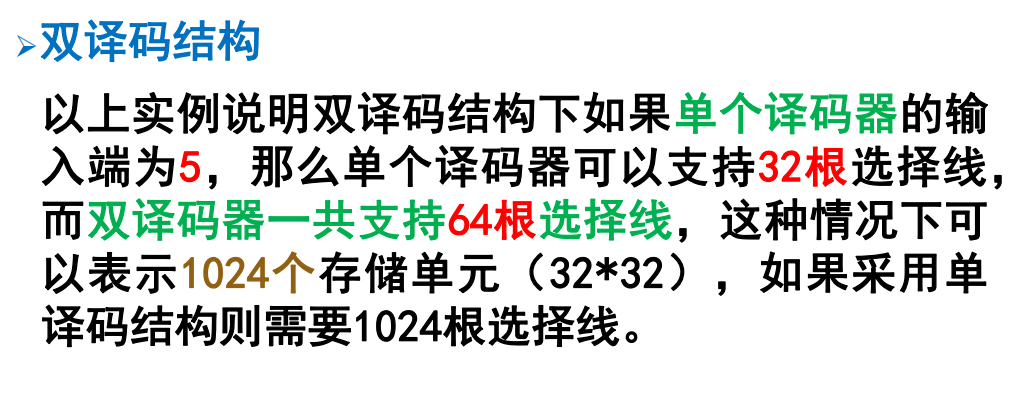 ➢双译码结构
以上实例说明双译码结构下如果单个译码器的输
入端为5，那么单个译码器可以支持32根选择线，
而双译码器一共支持64根选择线，这种情况下可
以表示1024个存储单元（32*32），如果采用单
译码结构则需要1024根选择线。